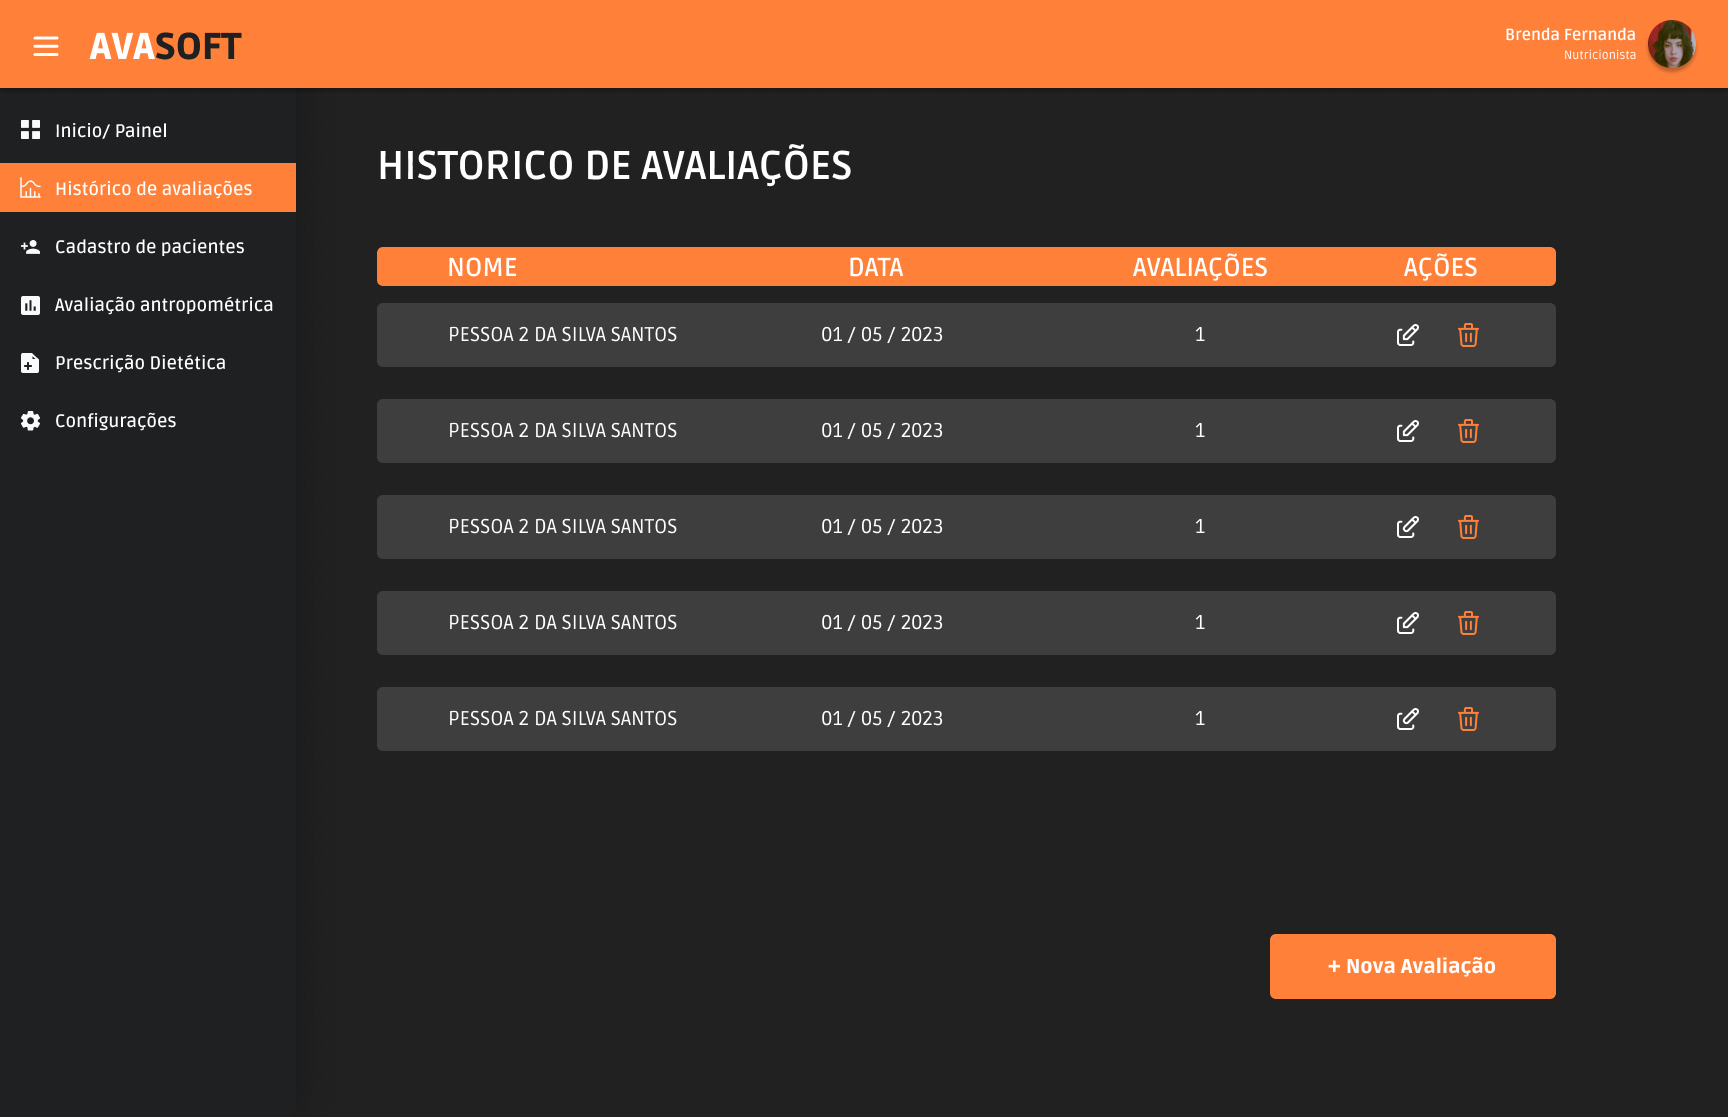 AVASOFT
Brenda Fernanda
Nutricionista
Inicio/ Painel
Histórico de avaliações
Cadastro de pacientes
Avaliação antropométrica
Prescrição Dietética
Configurações
HISTORICO DE AVALIAÇÕES
NOME DATA AVALIAÇÕES AÇÕES
PESSOA 2 DA SILVA SANTOS 01 / 05 / 2023 1
PESSOA 2 DA SILVA SANTOS 01 / 05 / 2023 1
PESSOA 2 DA SILVA SANTOS 01 / 05 / 2023 1
PESSOA 2 DA SILVA SANTOS 01 / 05 / 2023 1
PESSOA 2 DA SILVA SANTOS 01 / 05 / 2023 1
+ Nova Avaliação